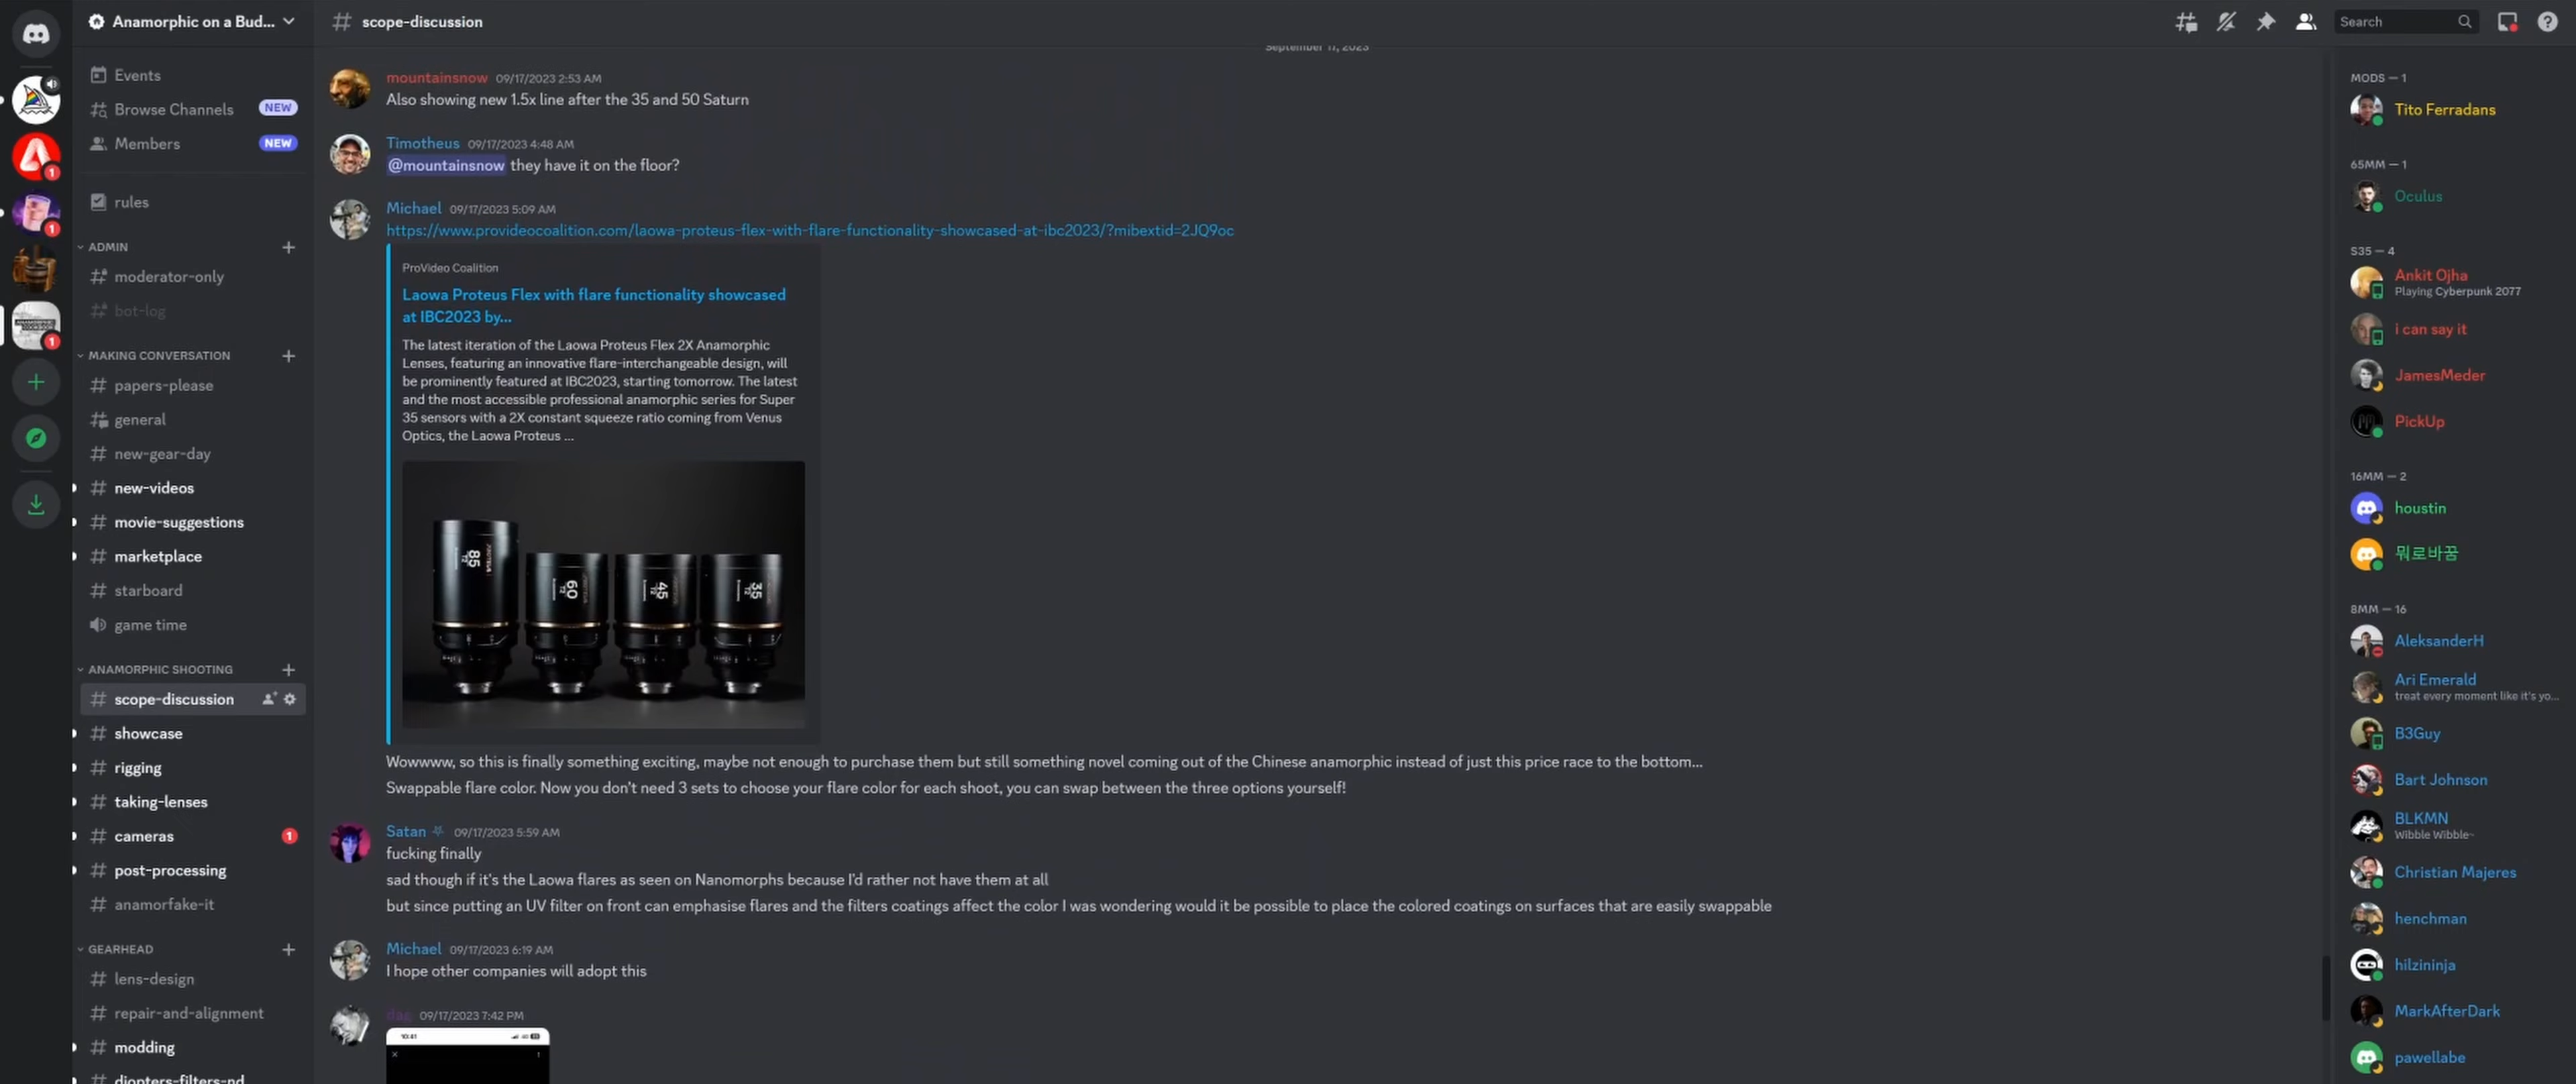 Anamorphic on a Bud...
Events
Browse Channels NEW
Members NEW
rules
ADMIN
moderator-only
bot-log
MAKING CONVERSATION
papers-please
general
new-gear-day
new-videos
movie-suggestions
marketplace
starboard
game time
ANAMORPHIC SHOOTING
scope-discussion
showcase
rigging
taking-lenses
cameras 1
post-processing
anamorfake-it
GEARHEAD
lens-design
repair-and-alignment
modding
diopters-filters-nd
# scope-discussion
Search
September 17, 2023
mountainsnow 09/17/2023 2:53 AM
Also showing new 1.5x line after the 35 and 50 Saturn
Timotheus 09/17/2023 4:48 AM
@mountainsnow they have it on the floor?
Michael 09/17/2023 5:09 AM
https://www.provideocoalition.com/laowa-proteus-flex-with-flare-functionality-showcased-at-ibc2023/?mibextid=2JQ9oc
ProVideo Coalition
Laowa Proteus Flex with flare functionality showcased
at IBC2023 by...
The latest iteration of the Laowa Proteus Flex 2X Anamorphic
Lenses, featuring an innovative flare-interchangeable design, will
be prominently featured at IBC2023, starting tomorrow. The latest
and the most accessible professional anamorphic series for Super
35 sensors with a 2X constant squeeze ratio coming from Venus
Optics, the Laowa Proteus ...
85
60
45
35
Wowwww, so this is finally something exciting, maybe not enough to purchase them but still something novel coming out of the Chinese anamorphic instead of just this price race to the bottom...
Swappable flare color. Now you don't need 3 sets to choose your flare color for each shoot, you can swap between the three options yourself!
Satan 09/17/2023 5:59 AM
fucking finally
sad though if it's the Laowa flares as seen on Nanomorphs because I'd rather not have them at all
but since putting an UV filter on front can emphasise flares and the filters coatings affect the color I was wondering would it be possible to place the colored coatings on surfaces that are easily swappable
Michael 09/17/2023 6:19 AM
I hope other companies will adopt this
dag 09/17/2023 7:42 PM
10:41
MODS — 1
Tito Ferradans
65MM — 1
Oculus
S35 — 4
Ankit Ojha
Playing Cyberpunk 2077
i can say it
JamesMeder
PickUp
16MM — 2
houstin
뭐로바꿈
8MM — 16
AleksanderH
Ari Emerald
treat every moment like it's yo...
B3Guy
Bart Johnson
BLKMN
Wibble Wibble~
Christian Majeres
henchman
hilzininja
MarkAfterDark
pawellabe